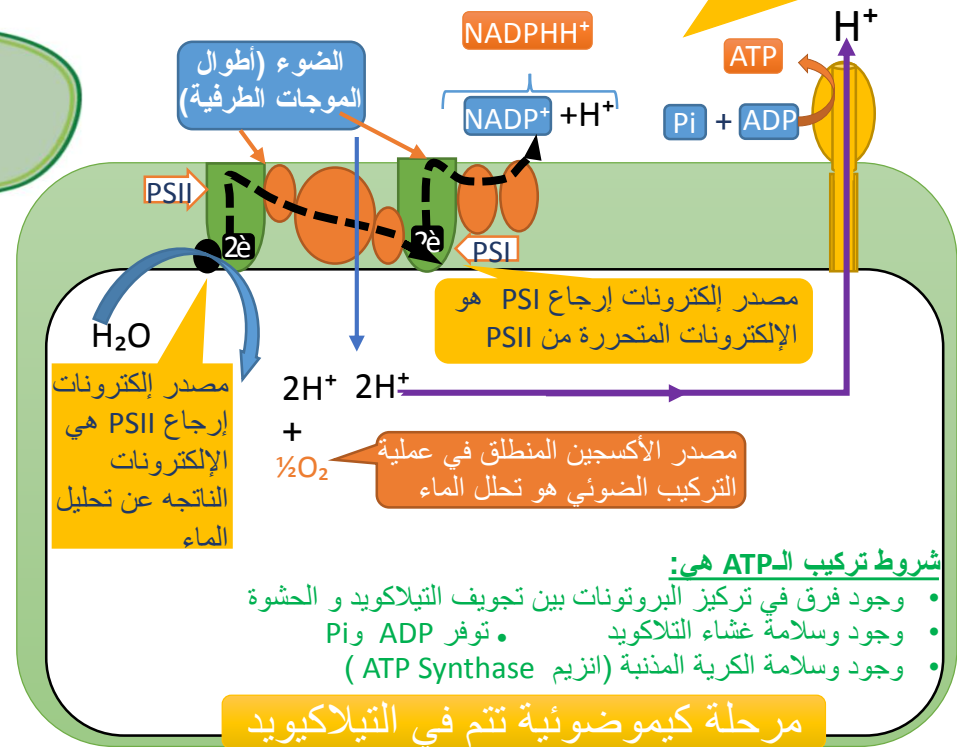 H⁺
NADPHH⁺
ATP
الضوء (أطوال
الموجات الطرفية)
NADP⁺ +H⁺
Pi + ADP
PSII
2è
2è
PSI
مصدر إلكترونات إرجاع PSI هو
الإلكترونات المتحررة من PSII
H₂O
مصدر إلكترونات
إرجاع PSII هي
الإلكترونات
الناتجه عن تحليل
الماء
2H⁺ 2H⁺
+
½O₂
مصدر الأكسجين المنطلق في عملية
التركيب الضوئي هو تحلل الماء
شروط تركيب الـATP هي:
• وجود فرق في تركيز البروتونات بين تجويف التيلاكويد و الحشوة
• وجود وسلامة غشاء التلاكويد • توفر ADP وPi
• وجود وسلامة الكرية المذنبة (انزيم ATP Synthase )
مرحلة كيموضوئية تتم في التيلاكيويد